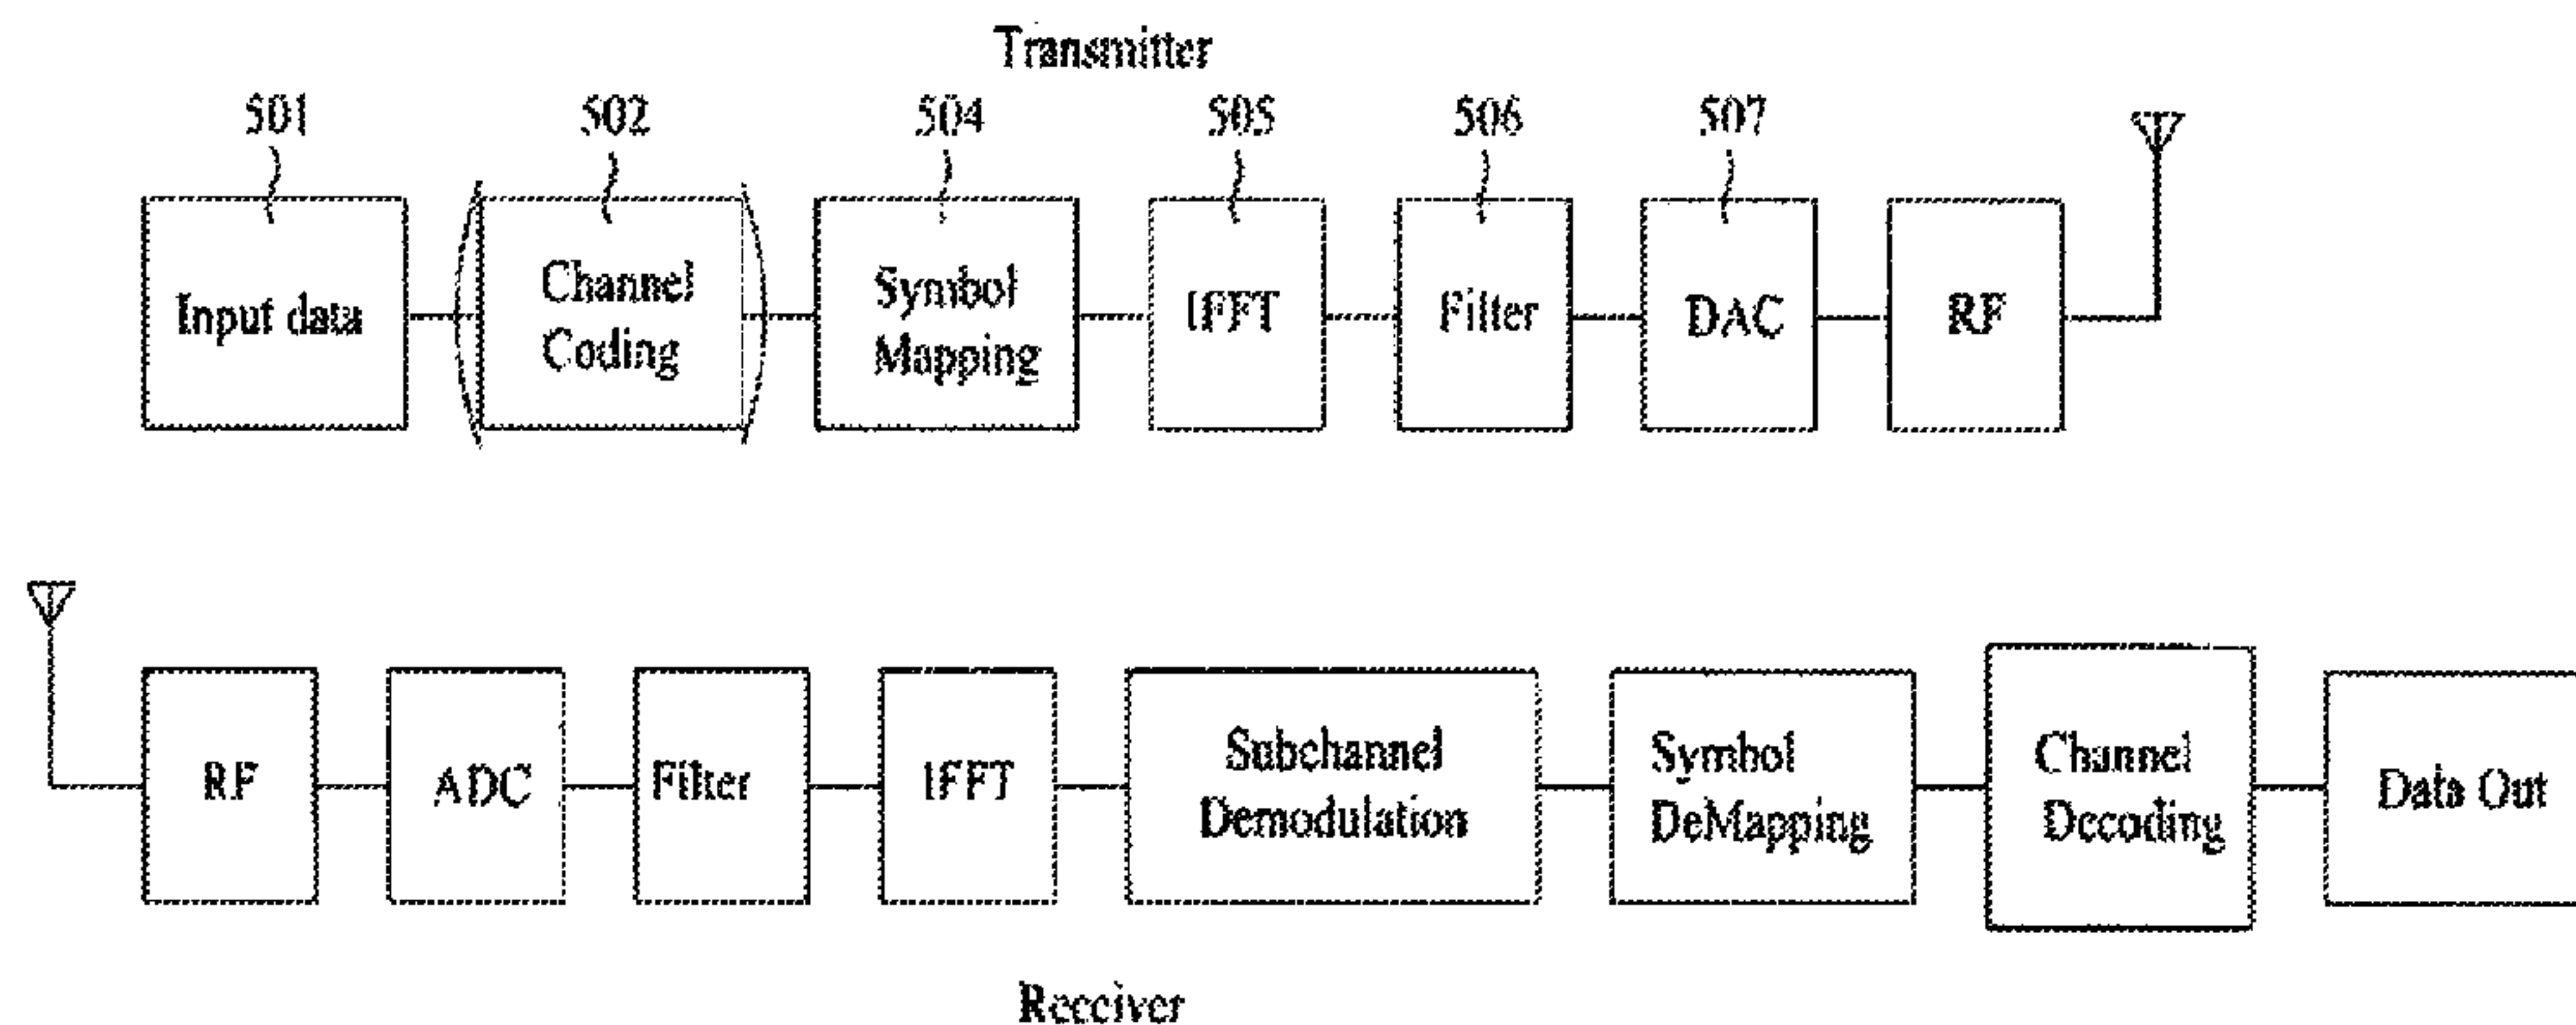 Transmitter
501 502 504 505 506 507
Input data
Channel
Coding
Symbol
Mapping
IFFT
Filter
DAC
RF
RF
ADC
Filter
IFFT
Subchannel
Demodulation
Symbol
DeMapping
Channel
Decoding
Data Out
Receiver